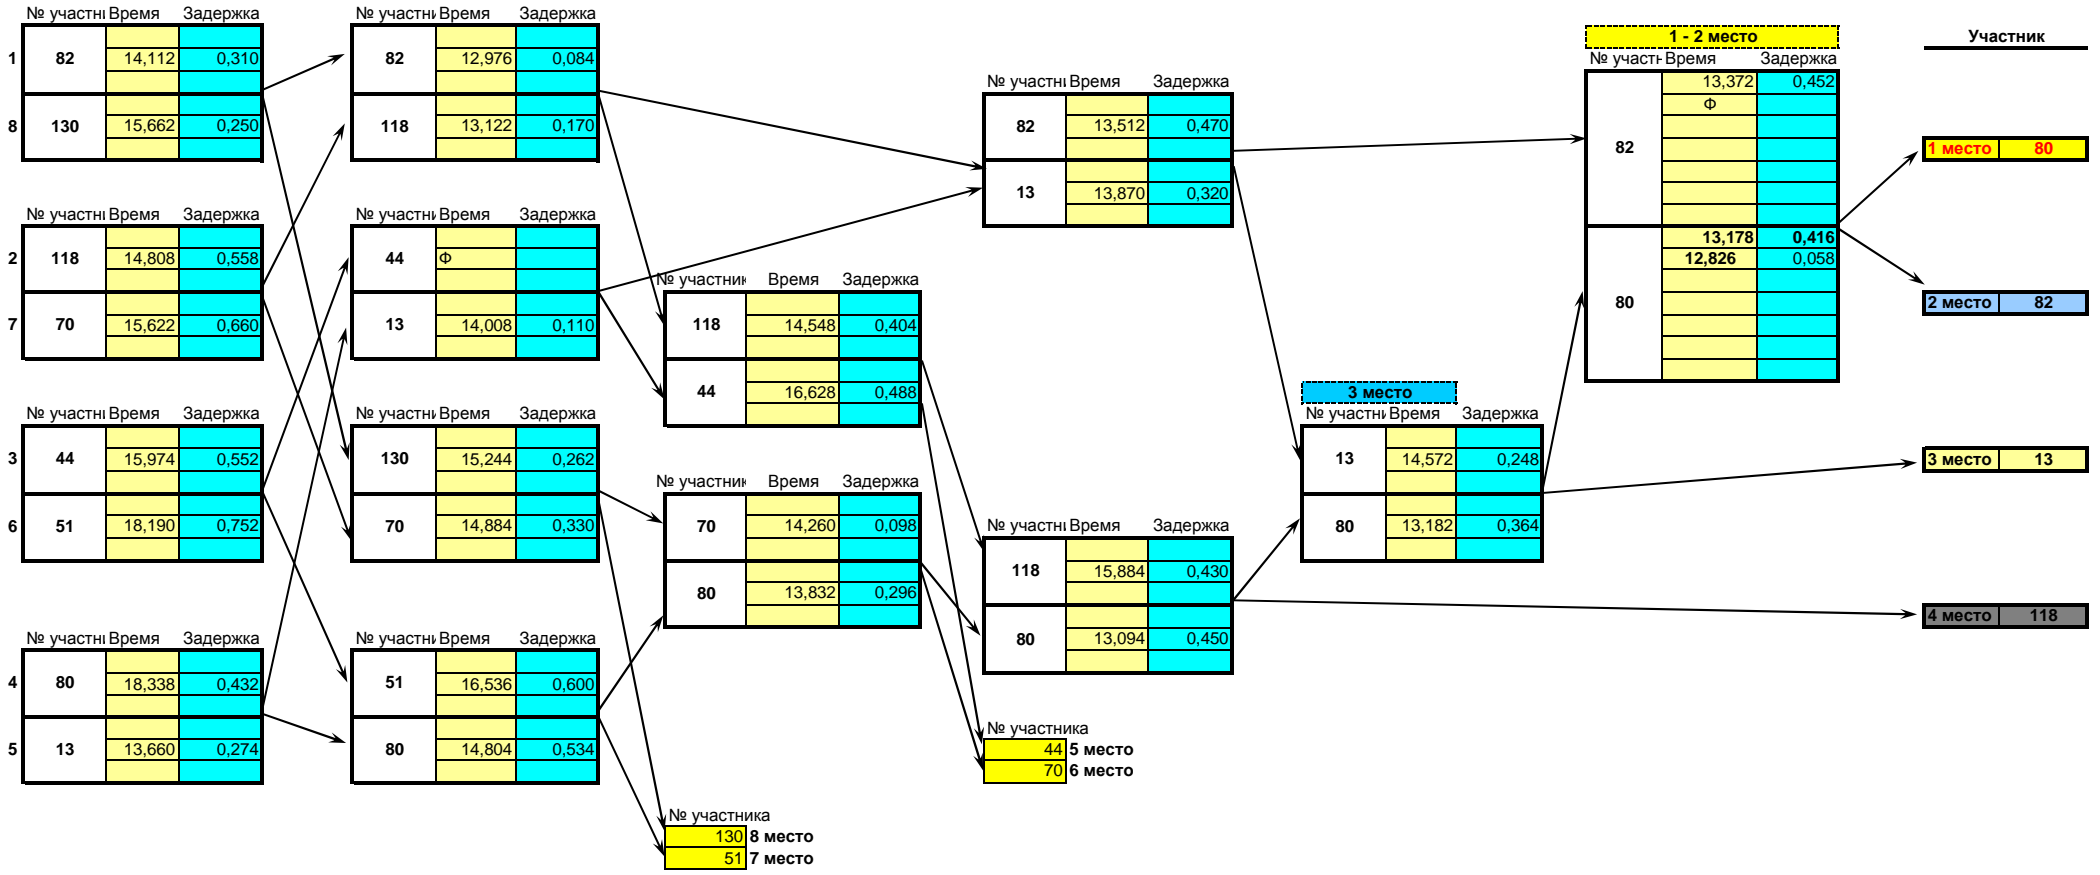 № участні Время Задержка
1 82 14,112 0,310
8 130 15,662 0,250
№ участні Время Задержка
2 118 14,808 0,558
7 70 15,622 0,660
№ участні Время Задержка
3 44 15,974 0,552
6 51 18,190 0,752
№ участні Время Задержка
4 80 18,338 0,432
5 13 13,660 0,274
№ участни Время Задержка
82 12,976 0,084
118 13,122 0,170
№ участни Время Задержка
44 Ф
13 14,008 0,110
№ участни Время Задержка
130 15,244 0,262
70 14,884 0,330
№ участни Время Задержка
51 16,536 0,600
80 14,804 0,534
№ участник Время Задержка
118 14,548 0,404
44 16,628 0,488
№ участник Время Задержка
70 14,260 0,098
80 13,832 0,296
№ участника
130 8 место
51 7 место
№ участні Время Задержка
82 13,512 0,470
13 13,870 0,320
№ участні Время Задержка
118 15,884 0,430
80 13,094 0,450
№ участника
44 5 место
70 6 место
3 место
№ участни Время Задержка
13 14,572 0,248
80 13,182 0,364
1 - 2 место
№ участн Время Задержка
82 13,372 0,452
Ф
80 13,178 0,416
12,826 0,058
Участник
1 место 80
2 место 82
3 место 13
4 место 118